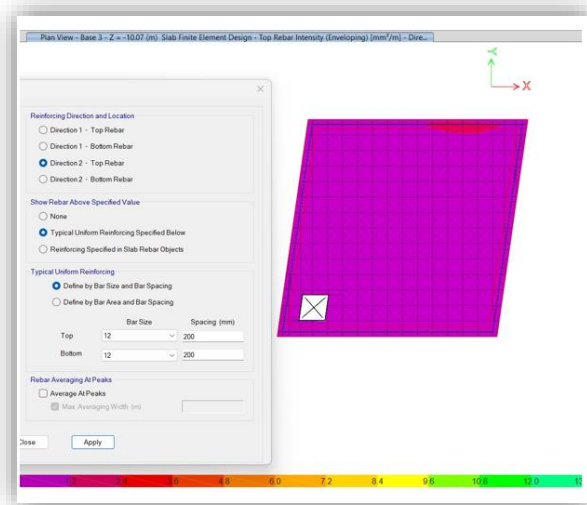 Plan View - Base 3 - Z = -10.07 (m)  Slab Finite Element Design - Top Rebar Intensity (Enveloping) [mm²/m] - Dire...
Y
X
Reinforcing Direction and Location
Direction 1 - Top Rebar
Direction 1 - Bottom Rebar
Direction 2 - Top Rebar
Direction 2 - Bottom Rebar
Show Rebar Above Specified Value
None
Typical Uniform Reinforcing Specified Below
Reinforcing Specified in Slab Rebar Objects
Typical Uniform Reinforcing
Define by Bar Size and Bar Spacing
Define by Bar Area and Bar Spacing
Bar Size Spacing (mm)
Top 12 200
Bottom 12 200
Rebar Averaging At Peaks
Average At Peaks
Max. Averaging Width (m)
Close Apply
1.2 2.4 3.6 4.8 6.0 7.2 8.4 9.6 10.8 12.0